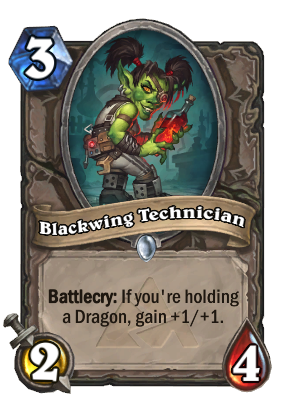 3
Blackwing Technician
Battlecry: If you're holding
a Dragon, gain +1/+1.
2 4